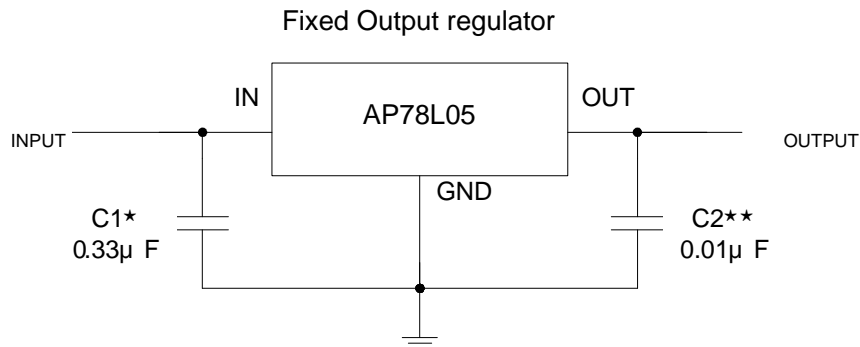 Fixed Output regulator
IN
AP78L05
OUT
INPUT
OUTPUT
GND
C1★
0.33µ F
C2★★
0.01µ F